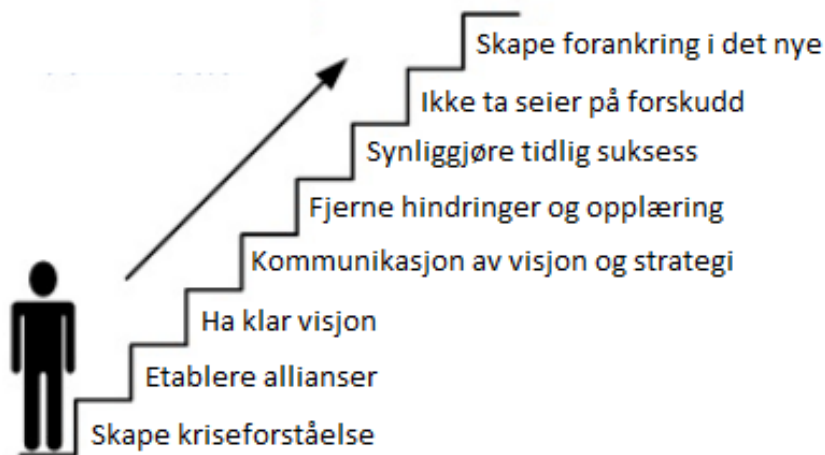 Skape forankring i det nye
Ikke ta seier på forskudd
Synliggjøre tidlig suksess
Fjerne hindringer og opplæring
Kommunikasjon av visjon og strategi
Ha klar visjon
Etablere allianser
Skape kriseforståelse